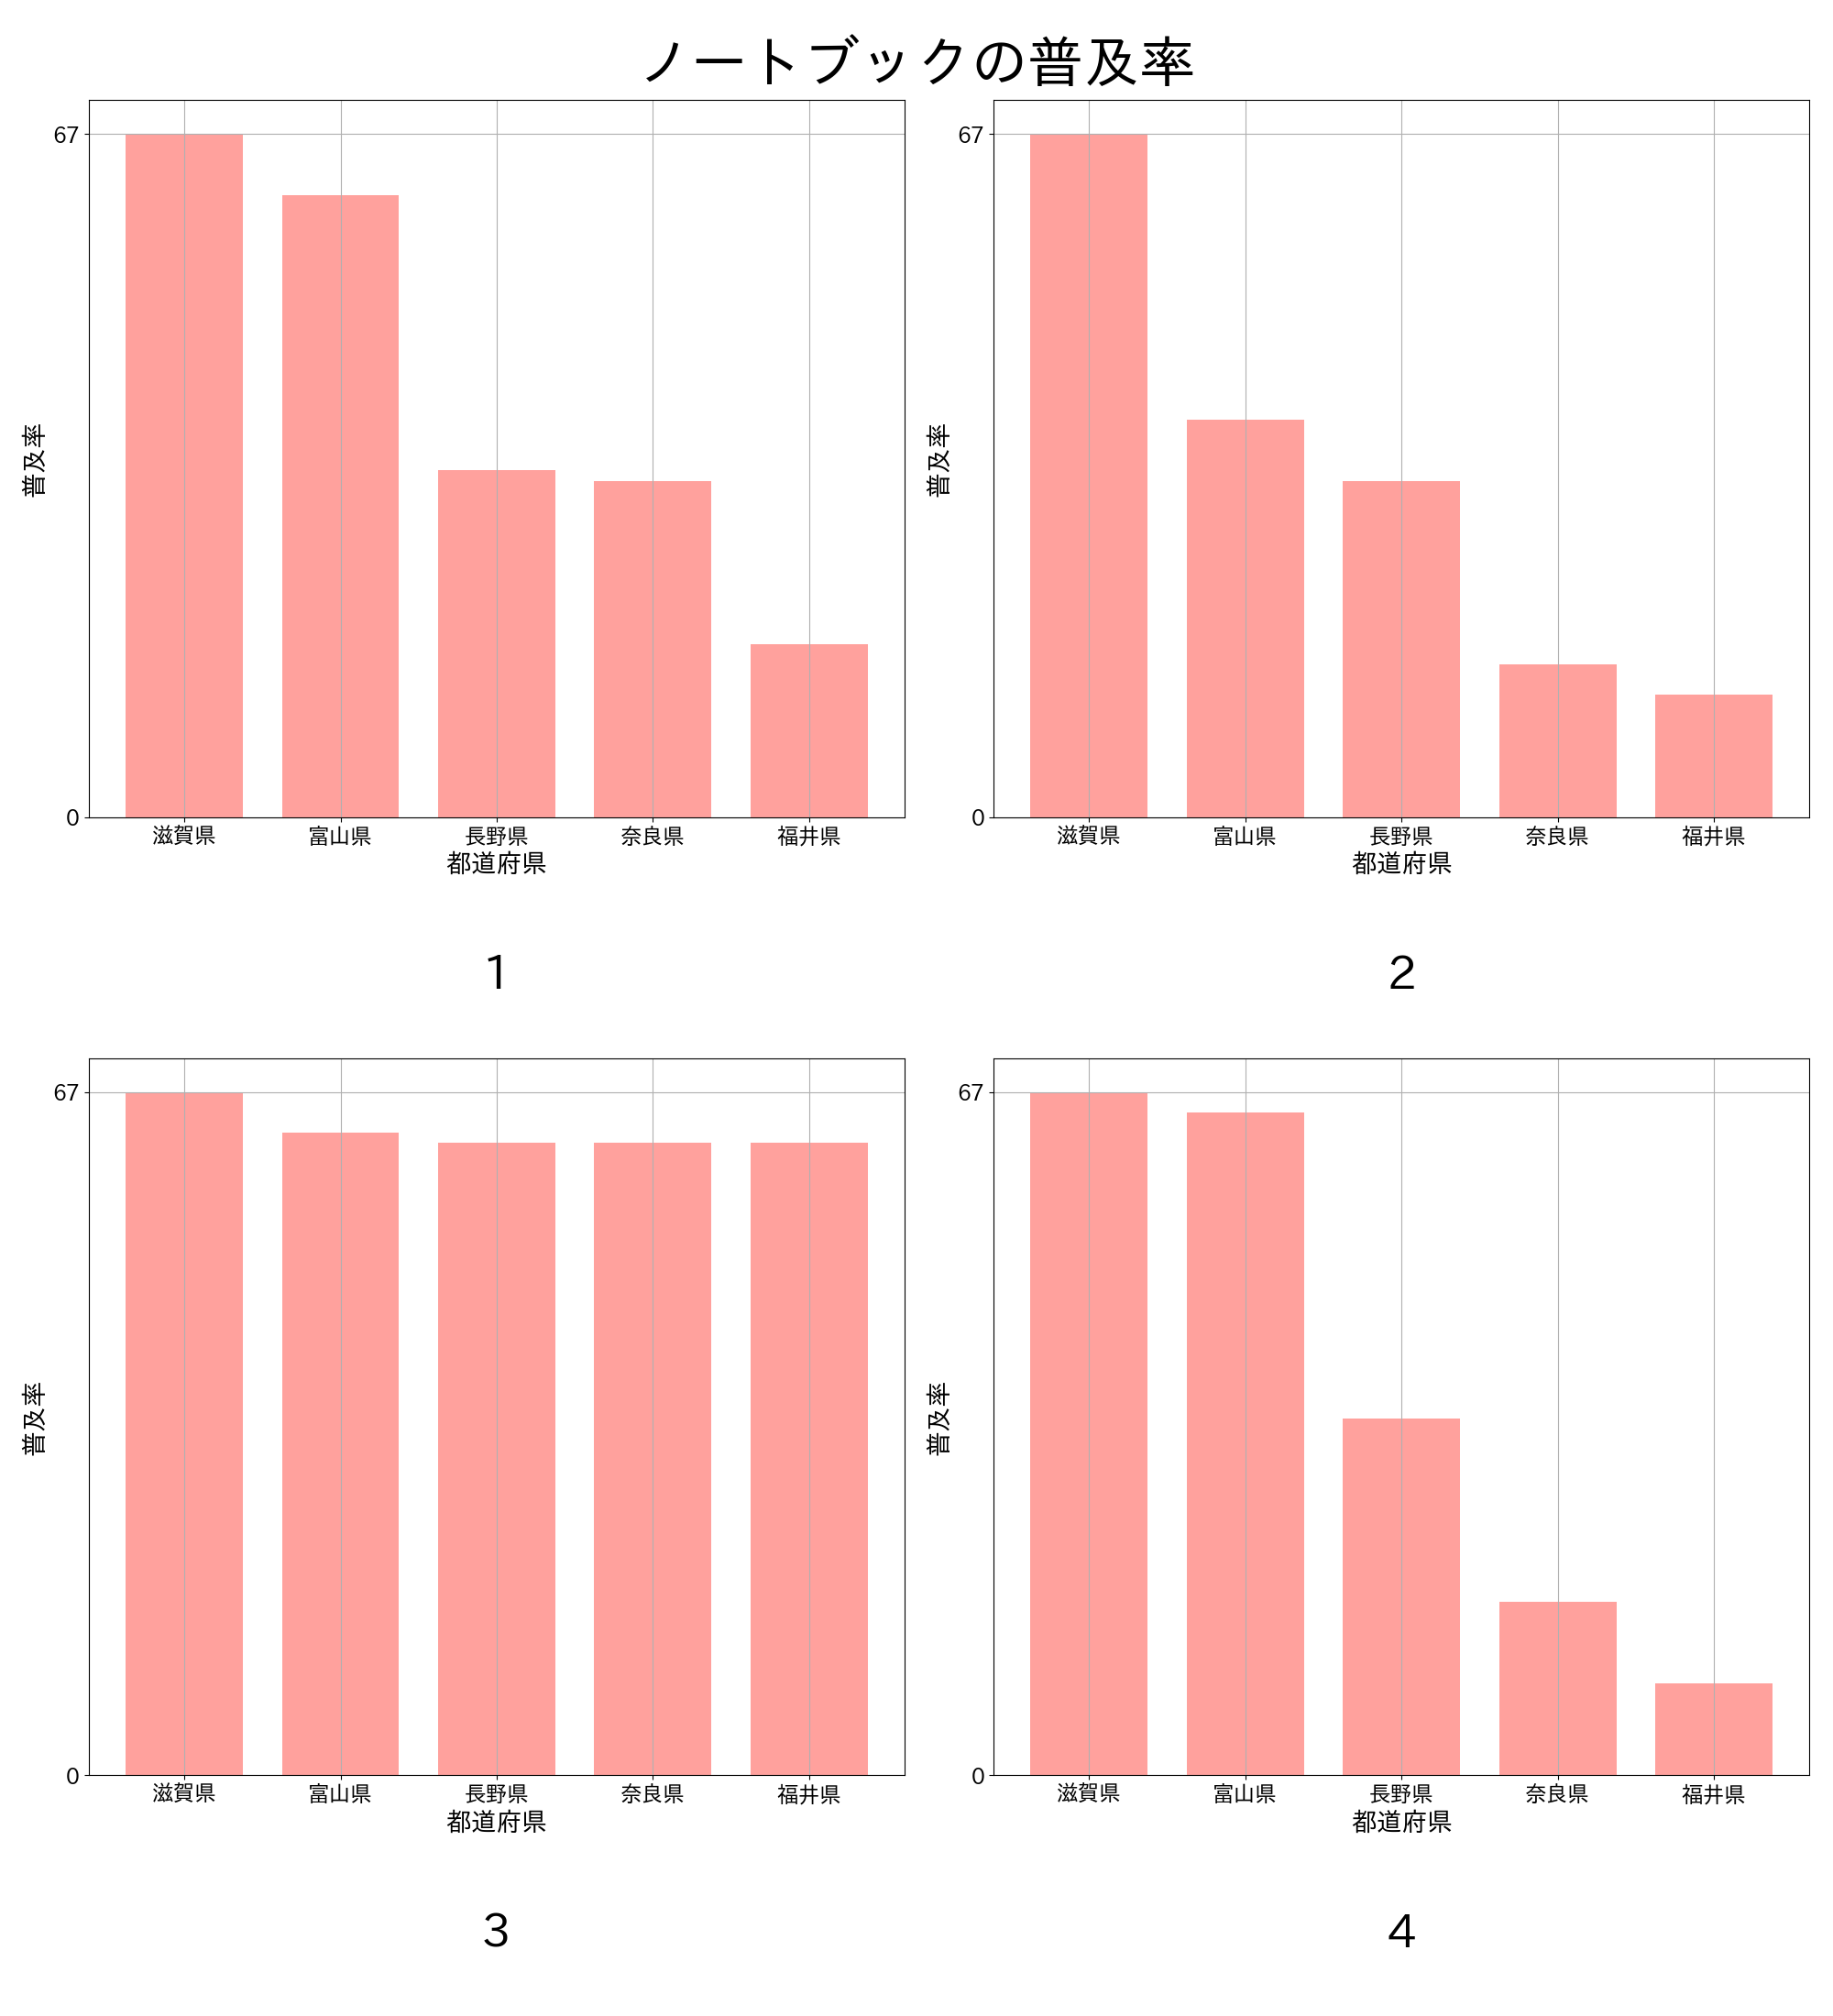 ノートブックの普及率
67
0
普及率
滋賀県 富山県 長野県 奈良県 福井県
都道府県
1
67
0
普及率
滋賀県 富山県 長野県 奈良県 福井県
都道府県
2
67
0
普及率
滋賀県 富山県 長野県 奈良県 福井県
都道府県
3
67
0
普及率
滋賀県 富山県 長野県 奈良県 福井県
都道府県
4